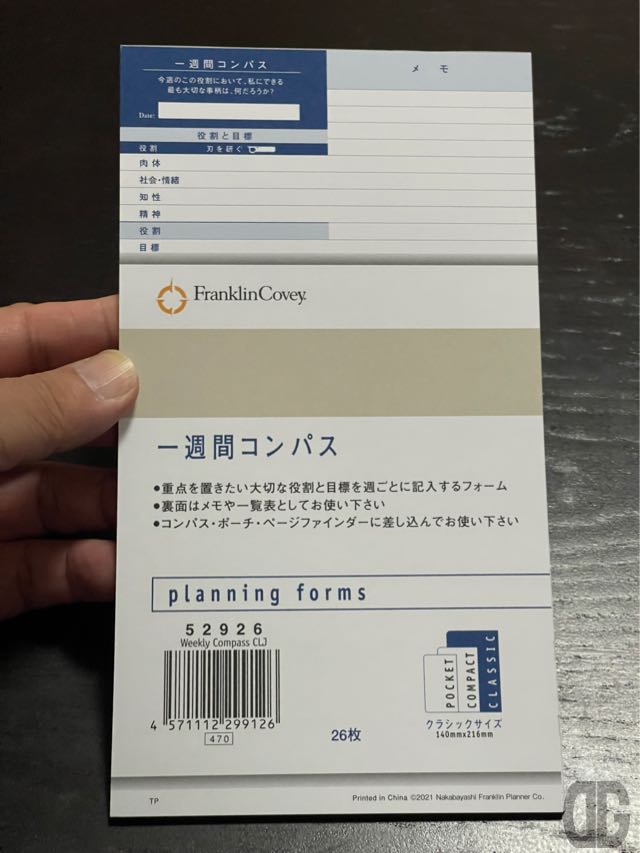 一週間コンパス
今週のこの役割において、私にできる
最も大切な事柄は、何だろうか?
Date:
メ モ
役割と目標
役割 刃を研ぐ
肉体
社会・情緒
知性
精神
役割
目標
FranklinCovey
一週間コンパス
●重点を置きたい大切な役割と目標を週ごとに記入するフォーム
●裏面はメモや一覧表としてお使い下さい
●コンパス・ポーチ・ページファインダーに差し込んでお使い下さい
planning forms
52926
Weekly Compass CLJ
4 571112 299126
470
26枚
POCKET
COMPACT
CLASSIC
クラシックサイズ
140mmx216mm
TP
Printed in China ©2021 Nakabayashi Franklin Planner Co.